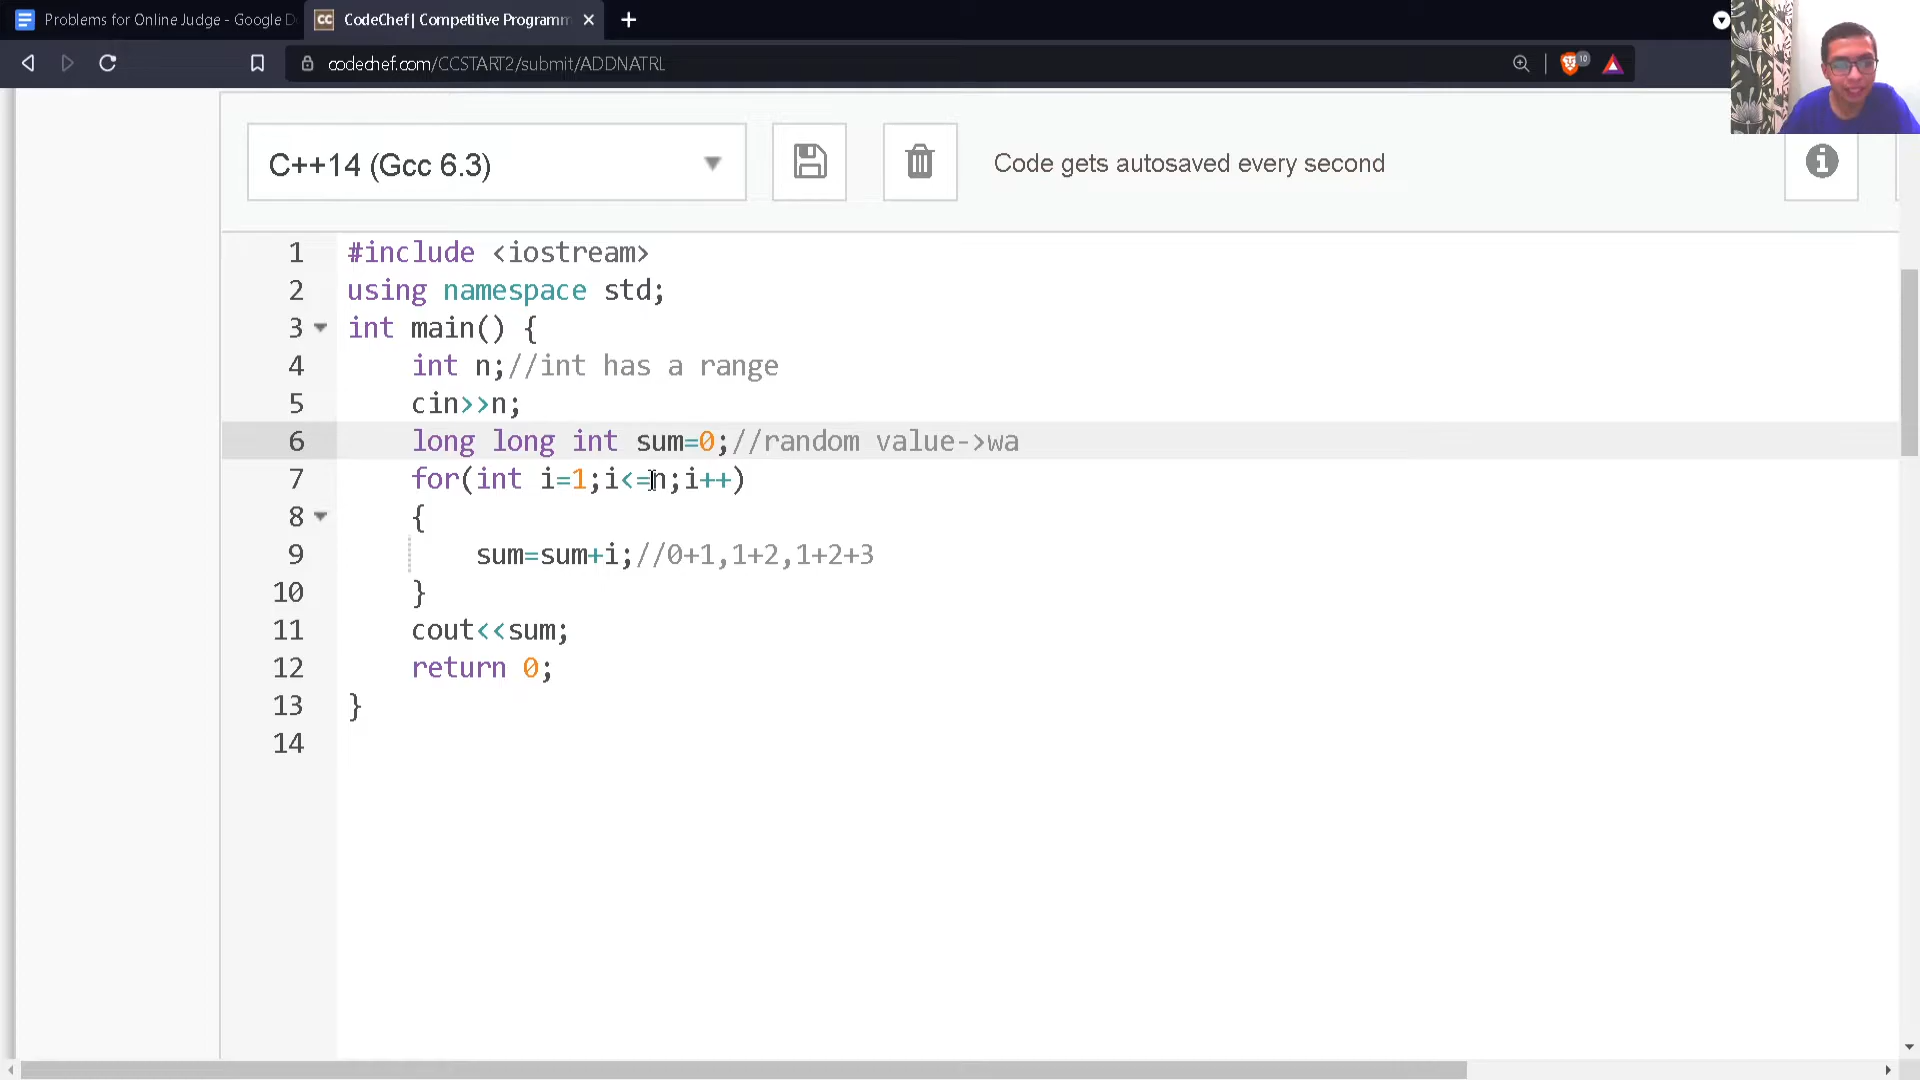 Problems for Online Judge - Google D
CC CodeChef | Competitive Programm
codechef.com/CCSTART2/submit/ADDNATRL
10
C++14 (Gcc 6.3)
Code gets autosaved every second
1 #include <iostream>
2 using namespace std;
3 int main() {
4 int n;//int has a range
5 cin>>n;
6 long long int sum=0;//random value->wa
7 for(int i=1;i<=n;i++)
8 {
9 sum=sum+i;//0+1,1+2,1+2+3
10 }
11 cout<<sum;
12 return 0;
13 }
14